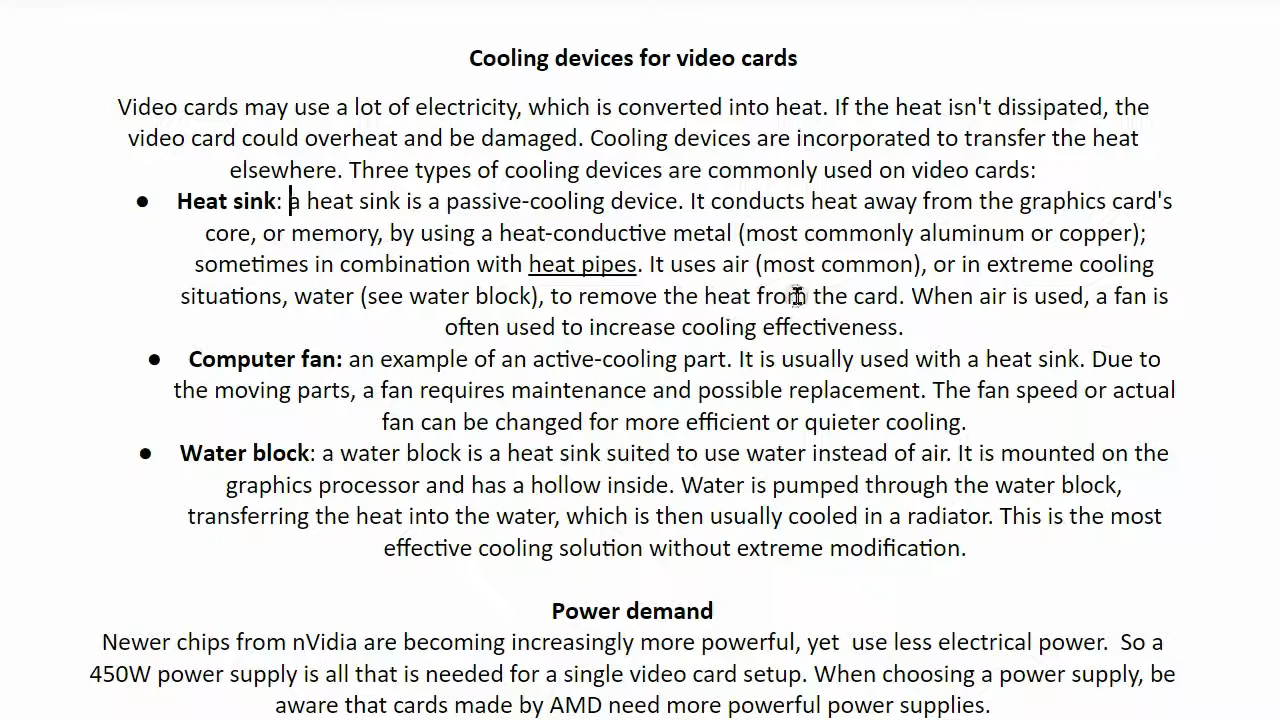 Cooling devices for video cards
Video cards may use a lot of electricity, which is converted into heat. If the heat isn't dissipated, the
video card could overheat and be damaged. Cooling devices are incorporated to transfer the heat
elsewhere. Three types of cooling devices are commonly used on video cards:
● Heat sink: a heat sink is a passive-cooling device. It conducts heat away from the graphics card's
core, or memory, by using a heat-conductive metal (most commonly aluminum or copper);
sometimes in combination with heat pipes. It uses air (most common), or in extreme cooling
situations, water (see water block), to remove the heat from the card. When air is used, a fan is
often used to increase cooling effectiveness.
● Computer fan: an example of an active-cooling part. It is usually used with a heat sink. Due to
the moving parts, a fan requires maintenance and possible replacement. The fan speed or actual
fan can be changed for more efficient or quieter cooling.
● Water block: a water block is a heat sink suited to use water instead of air. It is mounted on the
graphics processor and has a hollow inside. Water is pumped through the water block,
transferring the heat into the water, which is then usually cooled in a radiator. This is the most
effective cooling solution without extreme modification.
Power demand
Newer chips from nVidia are becoming increasingly more powerful, yet  use less electrical power.  So a
450W power supply is all that is needed for a single video card setup. When choosing a power supply, be
aware that cards made by AMD need more powerful power supplies.